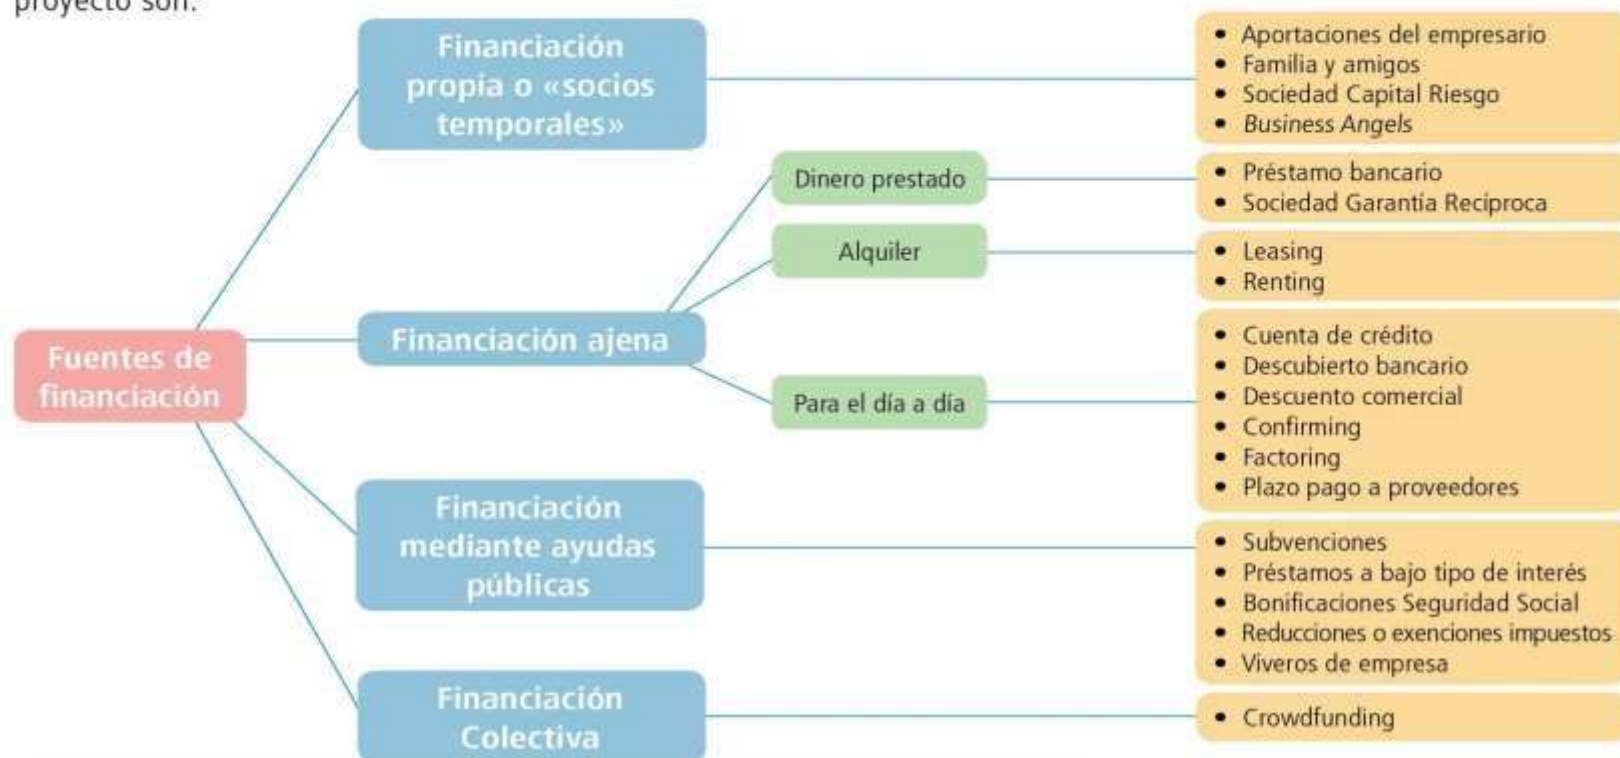 proyecto son:
Fuentes de
financiación
Financiación
propia o «socios
temporales»
• Aportaciones del empresario
• Familia y amigos
• Sociedad Capital Riesgo
• Business Angels
Financiación ajena
Dinero prestado
• Préstamo bancario
• Sociedad Garantía Recíproca
Alquiler
• Leasing
• Renting
Para el día a día
• Cuenta de crédito
• Descubierto bancario
• Descuento comercial
• Confirming
• Factoring
• Plazo pago a proveedores
Financiación
mediante ayudas
públicas
• Subvenciones
• Préstamos a bajo tipo de interés
• Bonificaciones Seguridad Social
• Reducciones o exenciones impuestos
• Viveros de empresa
Financiación
Colectiva
• Crowdfunding